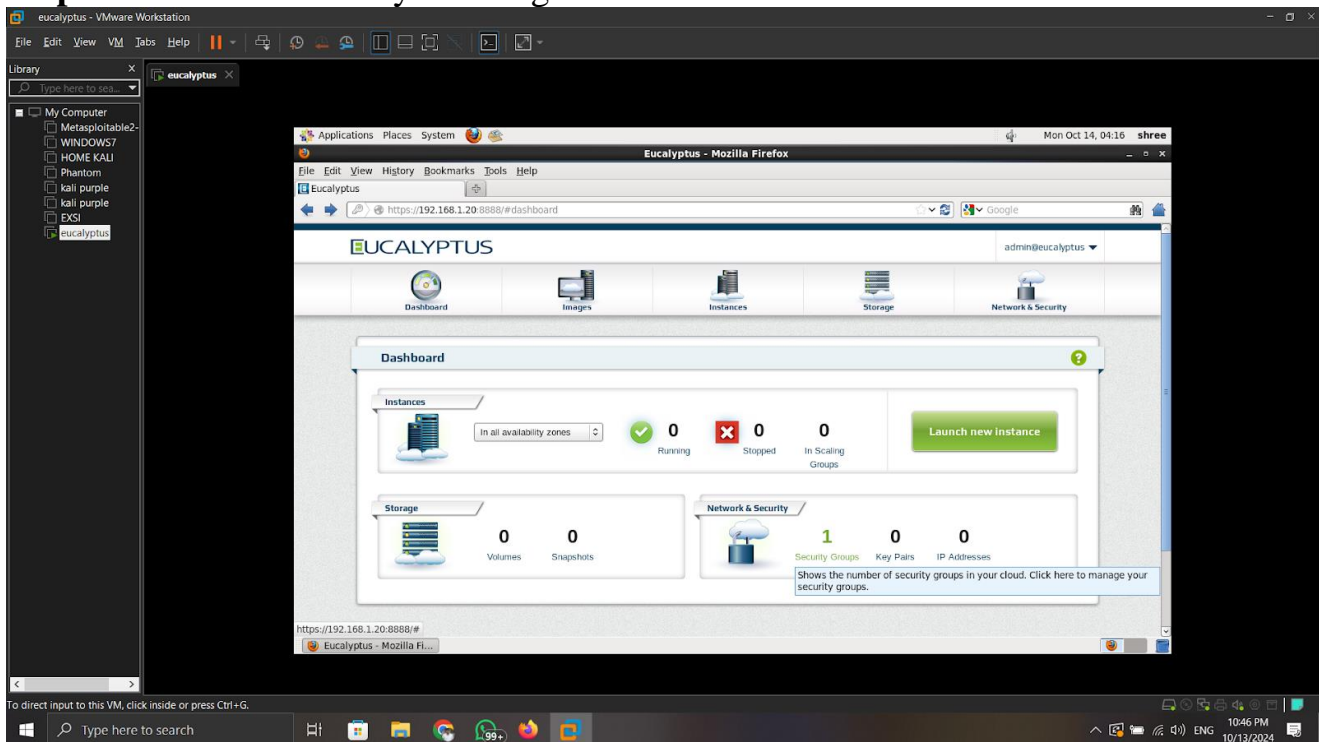 eucalyptus - VMware Workstation
File Edit View VM Tabs Help
Library X
eucalyptus X
Type here to sea...
My Computer
Metasploitable2-
WINDOWS7
HOME KALI
Phantom
kali purple
kali purple
EXSI
eucalyptus
Applications Places System Mon Oct 14, 04:16 shree
Eucalyptus - Mozilla Firefox
File Edit View History Bookmarks Tools Help
Eucalyptus
https://192.168.1.20:8888/#dashboard Google
EUCALYPTUS admin@eucalyptus
Dashboard Images Instances Storage Network & Security
Dashboard ?
Instances
In all availability zones 0 0 0 Launch new instance
Running Stopped In Scaling
Groups
Storage Network & Security
0 0 1 0 0
Volumes Snapshots Security Groups Key Pairs IP Addresses
Shows the number of security groups in your cloud. Click here to manage your
security groups.
https://192.168.1.20:8888/#
Eucalyptus - Mozilla Fi...
To direct input to this VM, click inside or press Ctrl+G.
Type here to search 99+ ENG 10:46 PM
10/13/2024